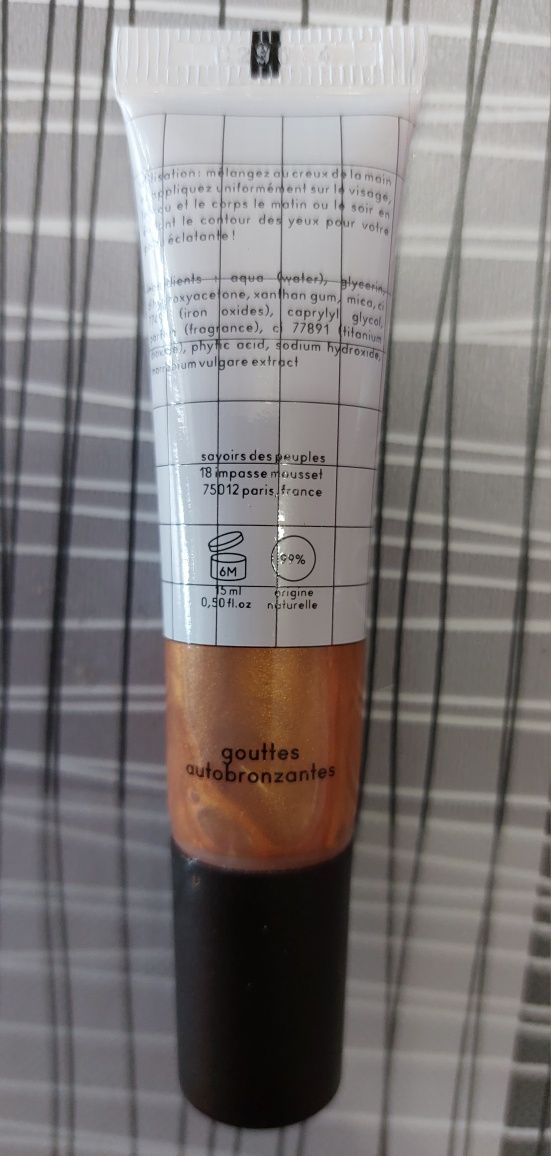 mélangez au creux de la main
appliquez uniformément sur le visage,
cou et le corps le matin ou le soir en
le contour des yeux pour votre
éclatante !
: aqua (water), glycerin,
xanthan gum, mica, ci
(iron oxides), caprylyl glycol,
(fragrance), ci 77891 (titanium
phytic acid, sodium hydroxide,
vulgare extract
savoirs des peuples
18 impasse mousset
75012 paris, france
6M
99%
15 ml
0,50 fl.oz
origine
naturelle
gouttes
autobronzantes